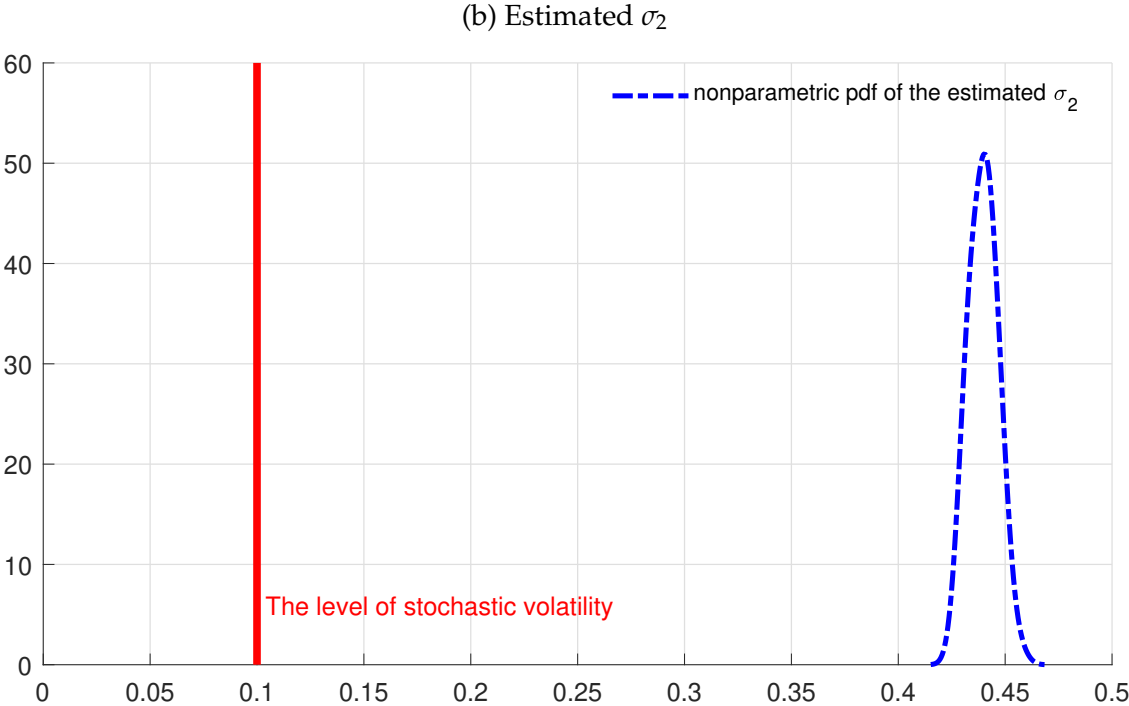 (b) Estimated σ₂
60
nonparametric pdf of the estimated σ₂
50
40
30
20
10
The level of stochastic volatility
0
0 0.05 0.1 0.15 0.2 0.25 0.3 0.35 0.4 0.45 0.5